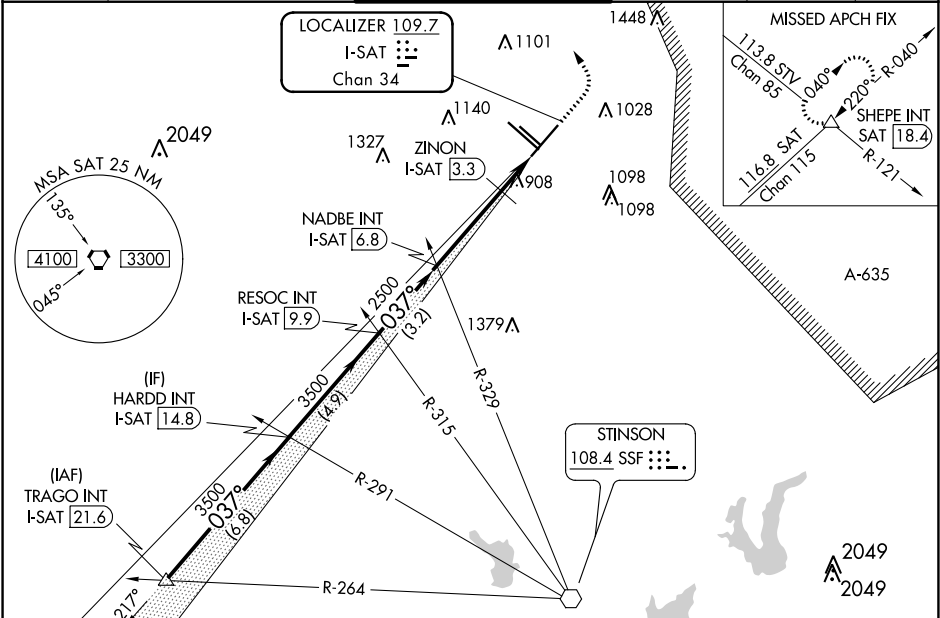 LOCALIZER 109.7
I-SAT
Chan 34
1101
1448
MISSED APCH FIX
113.8 STV
Chan 85
040°
220°
R-040
SHEPE INT
SAT 18.4
116.8 SAT
Chan 115
R-121
1140
1028
1327
ZINON
I-SAT 3.3
908
1098
1098
2049
MSA SAT 25 NM
135°
4100
3300
045°
NADBE INT
I-SAT 6.8
A-635
RESOC INT
I-SAT 9.9
2500
037°
(3.2)
1379
(IF)
HARDD INT
I-SAT 14.8
3500
(4.9)
R-315
R-329
STINSON
108.4 SSF
R-291
(IAF)
TRAGO INT
I-SAT 21.6
3500
037°
(6.8)
R-264
217°
2049
2049